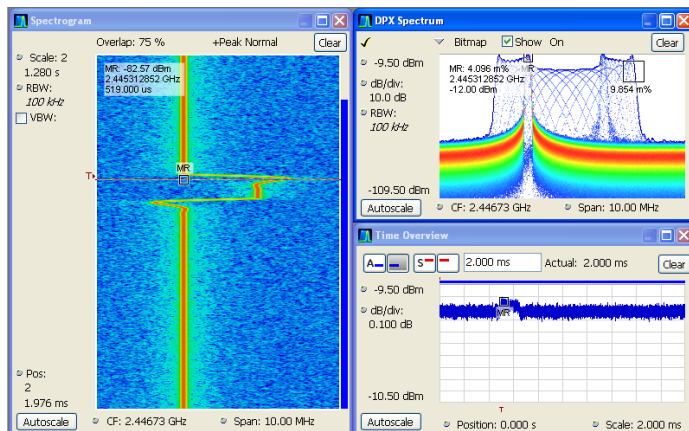 Spectrogram
Overlap: 75 %
+Peak Normal
Clear
Scale: 2
1.280 s
RBW:
100 kHz
VBW:
MR: -82.57 dBm
2.445312852 GHz
519.000 us
MR
T
Pos:
2
1.976 ms
Autoscale
CF: 2.44673 GHz
Span: 10.00 MHz
DPX Spectrum
Bitmap
Show
On
Clear
-9.50 dBm
dB/div:
10.0 dB
RBW:
100 kHz
-109.50 dBm
MR: 4.096 m%
2.445312852 GHz
-12.00 dBm
MR
9.854 m%
Autoscale
CF: 2.44673 GHz
Span: 10.00 MHz
Time Overview
A
S
2.000 ms
Actual: 2.000 ms
Clear
-9.50 dBm
dB/div:
0.100 dB
-10.50 dBm
MR
T
Autoscale
Position: 0.000 s
Scale: 2.000 ms